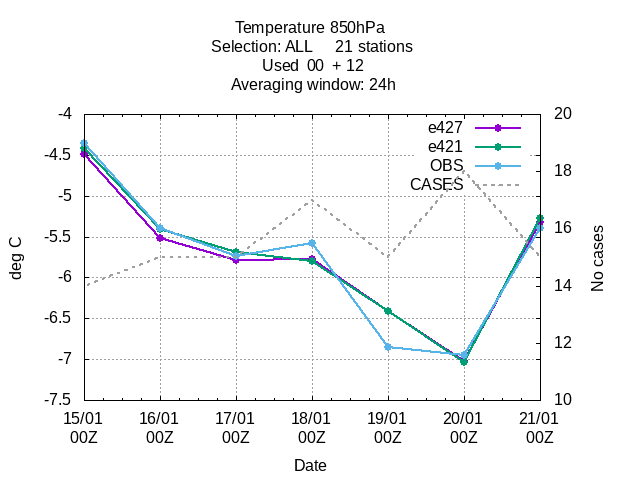 Temperature 850hPa
Selection: ALL     21 stations
Used  00  + 12
Averaging window: 24h
-4
-4.5
-5
-5.5
-6
-6.5
-7
-7.5
deg C
20
18
16
14
12
10
No cases
e427
e421
OBS
CASES
15/01 16/01 17/01 18/01 19/01 20/01 21/01
00Z 00Z 00Z 00Z 00Z 00Z 00Z
Date